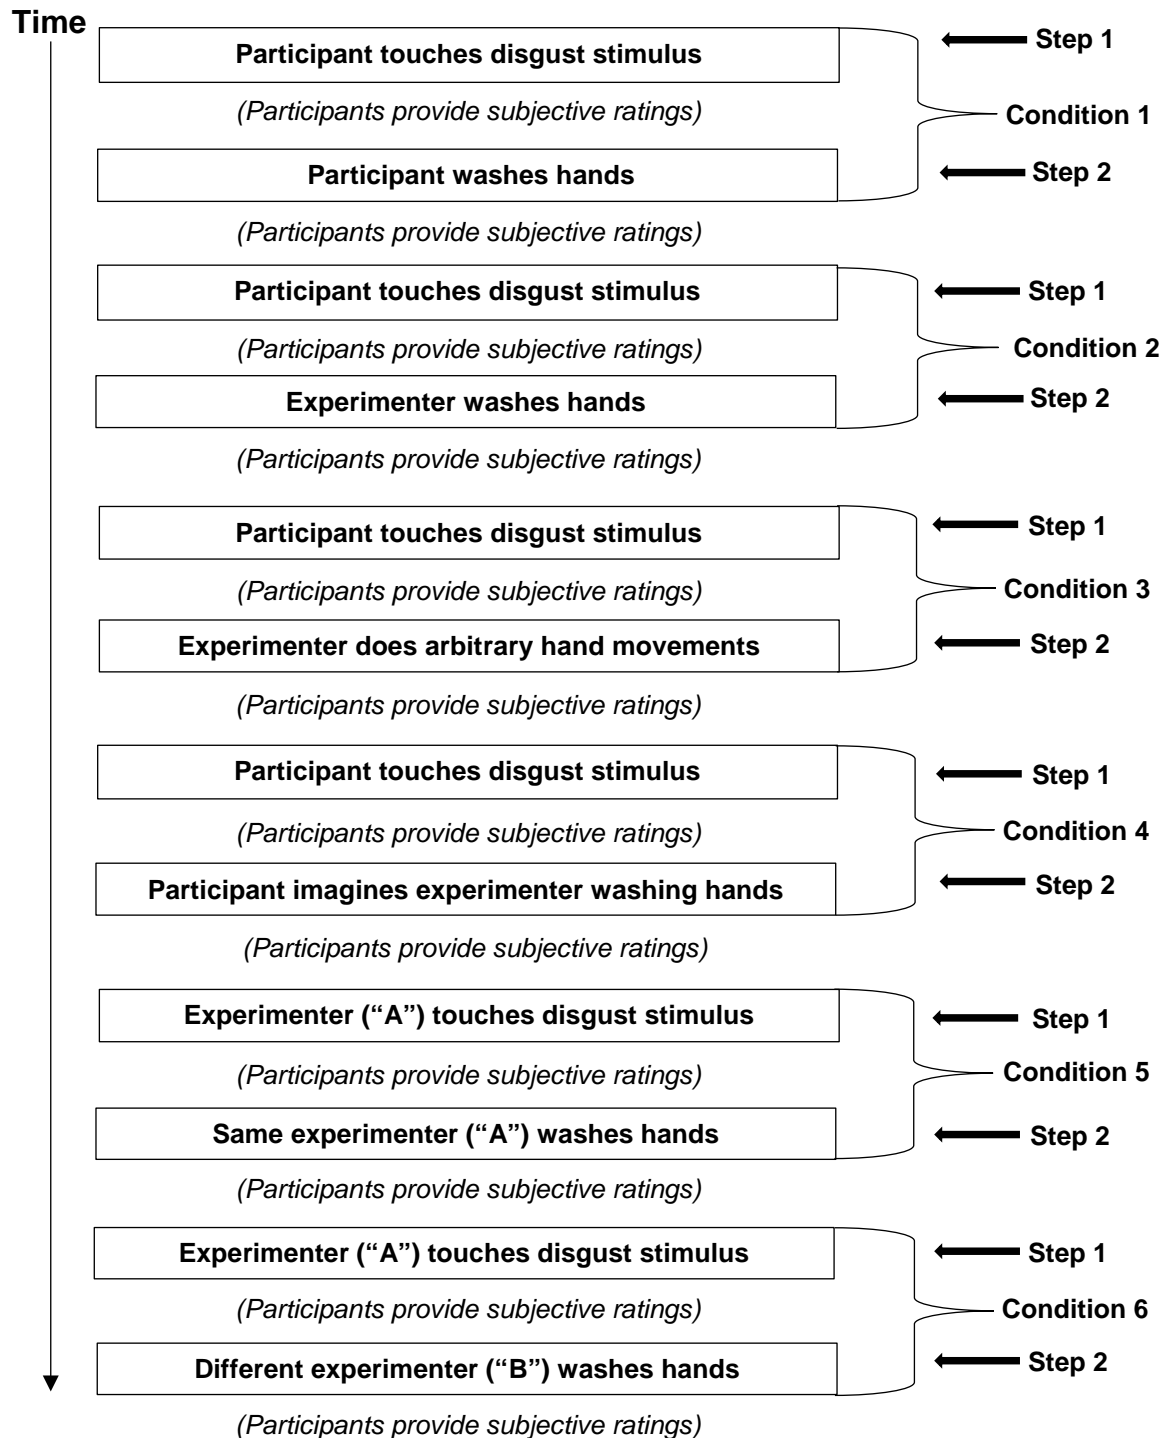 Time
Participant touches disgust stimulus
Step 1
(Participants provide subjective ratings)
Condition 1
Participant washes hands
Step 2
(Participants provide subjective ratings)
Participant touches disgust stimulus
Step 1
(Participants provide subjective ratings)
Condition 2
Experimenter washes hands
Step 2
(Participants provide subjective ratings)
Participant touches disgust stimulus
Step 1
(Participants provide subjective ratings)
Condition 3
Experimenter does arbitrary hand movements
Step 2
(Participants provide subjective ratings)
Participant touches disgust stimulus
Step 1
(Participants provide subjective ratings)
Condition 4
Participant imagines experimenter washing hands
Step 2
(Participants provide subjective ratings)
Experimenter (“A”) touches disgust stimulus
Step 1
(Participants provide subjective ratings)
Condition 5
Same experimenter (“A”) washes hands
Step 2
(Participants provide subjective ratings)
Experimenter (“A”) touches disgust stimulus
Step 1
(Participants provide subjective ratings)
Condition 6
Different experimenter (“B”) washes hands
Step 2
(Participants provide subjective ratings)